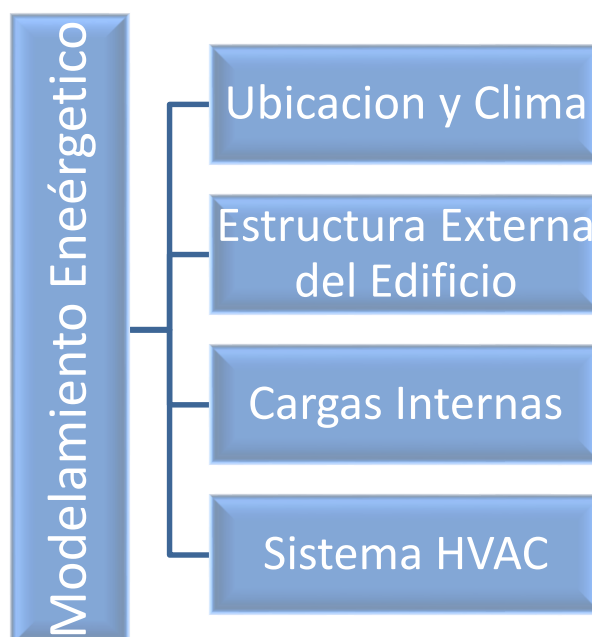 Modelamiento Eneérgetico
Ubicacion y Clima
Estructura Externa
del Edificio
Cargas Internas
Sistema HVAC